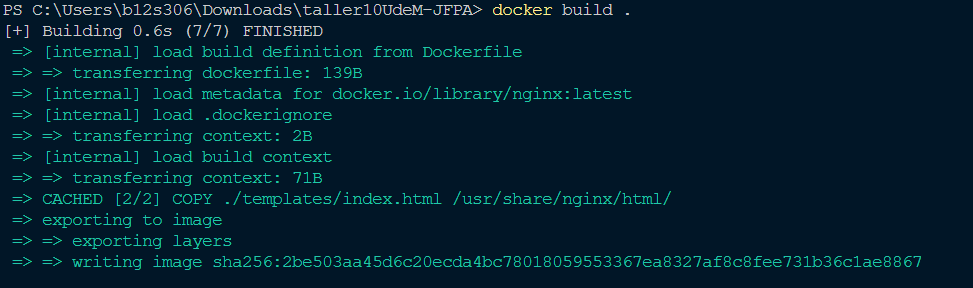 PS C:\Users\b12s306\Downloads\taller10UdeM-JFPA> docker build .
[+] Building 0.6s (7/7) FINISHED
=> [internal] load build definition from Dockerfile
=> => transferring dockerfile: 139B
=> [internal] load metadata for docker.io/library/nginx:latest
=> [internal] load .dockerignore
=> => transferring context: 2B
=> [internal] load build context
=> => transferring context: 71B
=> CACHED [2/2] COPY ./templates/index.html /usr/share/nginx/html/
=> exporting to image
=> => exporting layers
=> => writing image sha256:2be503aa45d6c20ecda4bc78018059553367ea8327af8c8fee731b36c1ae8867